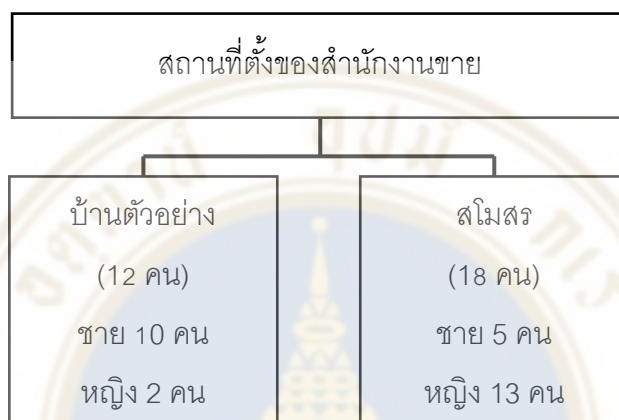 สถานที่ตั้งของสำนักงานขาย
บ้านตัวอย่าง
(12 คน)
ชาย 10 คน
หญิง 2 คน
สโมสร
(18 คน)
ชาย 5 คน
หญิง 13 คน